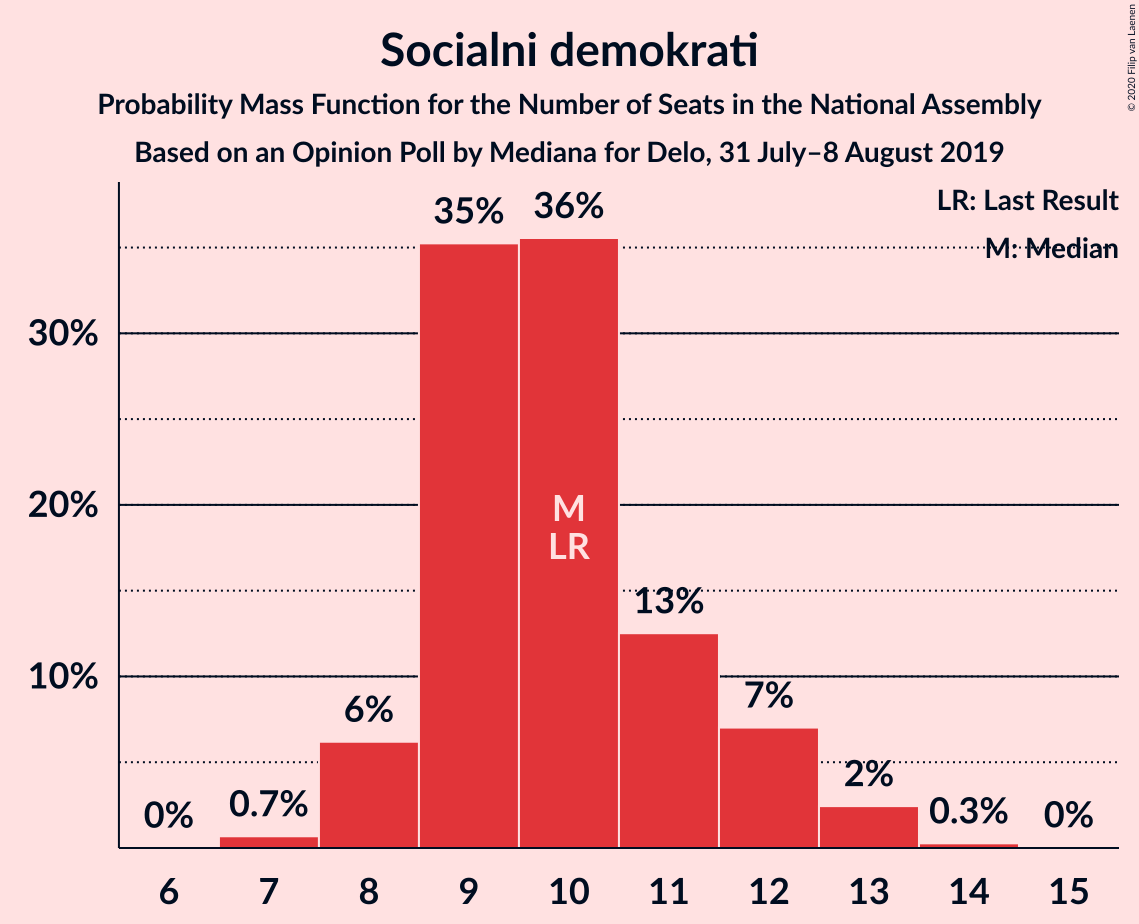 Socialni demokrati
Probability Mass Function for the Number of Seats in the National Assembly
Based on an Opinion Poll by Mediana for Delo, 31 July–8 August 2019
© 2020 Filip van Laenen
LR: Last Result
M: Median
30%
20%
10%
0%
0.7%
6%
35%
36%
M
LR
13%
7%
2%
0.3%
0%
6 7 8 9 10 11 12 13 14 15